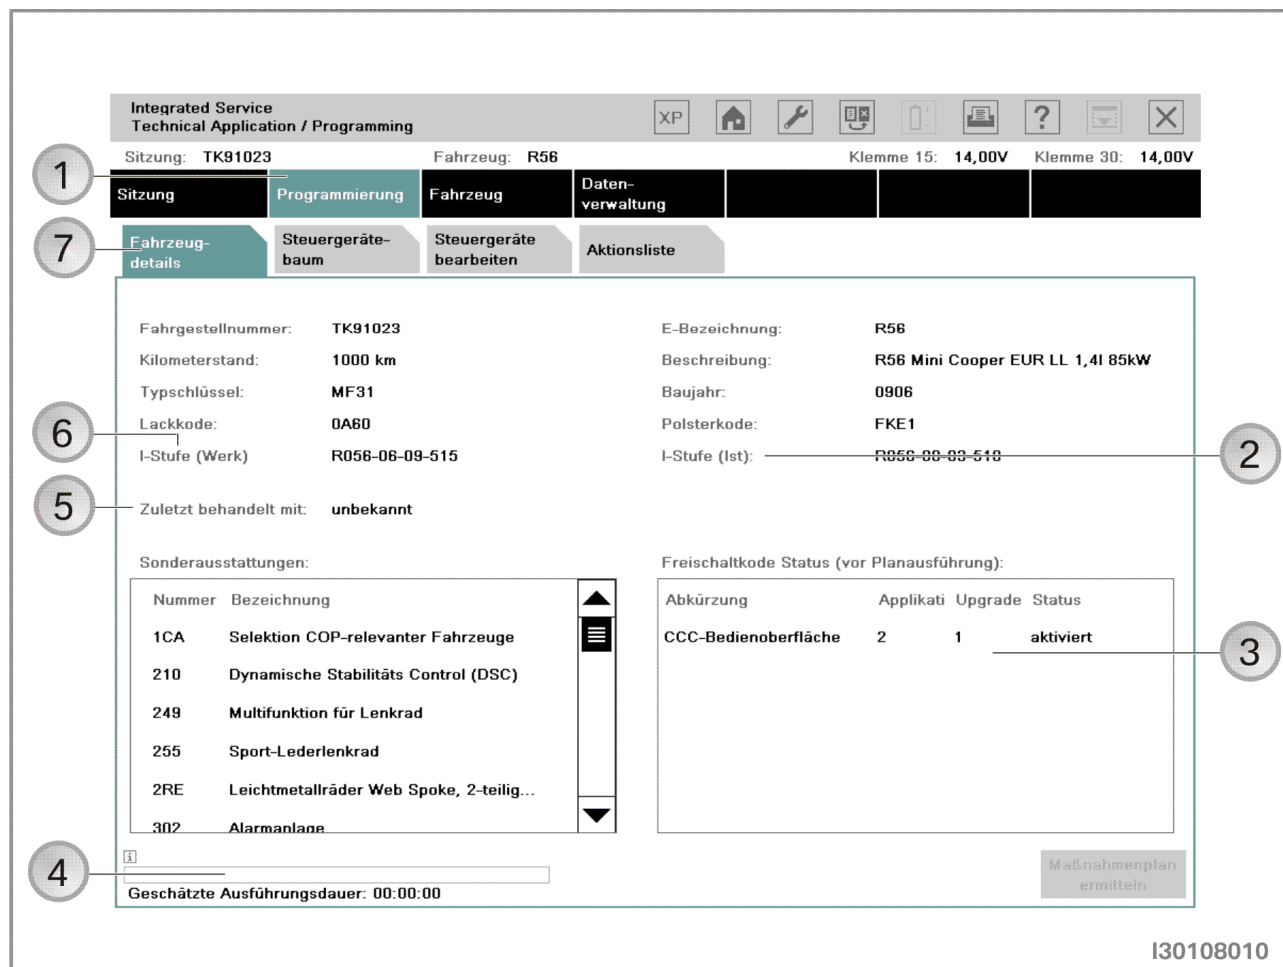 Integrated Service
Technical Application / Programming
XP
?
Sitzung: TK91023 Fahrzeug: R56 Klemme 15: 14,00V Klemme 30: 14,00V
1
Sitzung Programmierung Fahrzeug Daten-
verwaltung
7
Fahrzeug-
details
Steuergeräte-
baum
Steuergeräte
bearbeiten
Aktionsliste
Fahrgestellnummer: TK91023 E-Bezeichnung: R56
Kilometerstand: 1000 km Beschreibung: R56 Mini Cooper EUR LL 1,4l 85kW
Typschlüssel: MF31 Baujahr: 0906
Lackkode: 0A60 Polsterkode: FKE1
6
I-Stufe (Werk) R056-06-09-515 I-Stufe (Ist):
2
5
Zuletzt behandelt mit: unbekannt
Sonderausstattungen: Freischaltkode Status (vor Planausführung):
Nummer Bezeichnung Abkürzung Applikati Upgrade Status
1CA Selektion COP-relevanter Fahrzeuge CCC-Bedienoberfläche 2 1 aktiviert
3
210 Dynamische Stabilitäts Control (DSC)
249 Multifunktion für Lenkrad
255 Sport-Lederlenkrad
2RE Leichtmetallräder Web Spoke, 2-teilig...
302 Alarmanlage
i
4
Geschätzte Ausführungsdauer: 00:00:00
Maßnahmenplan
ermitteln
I30108010